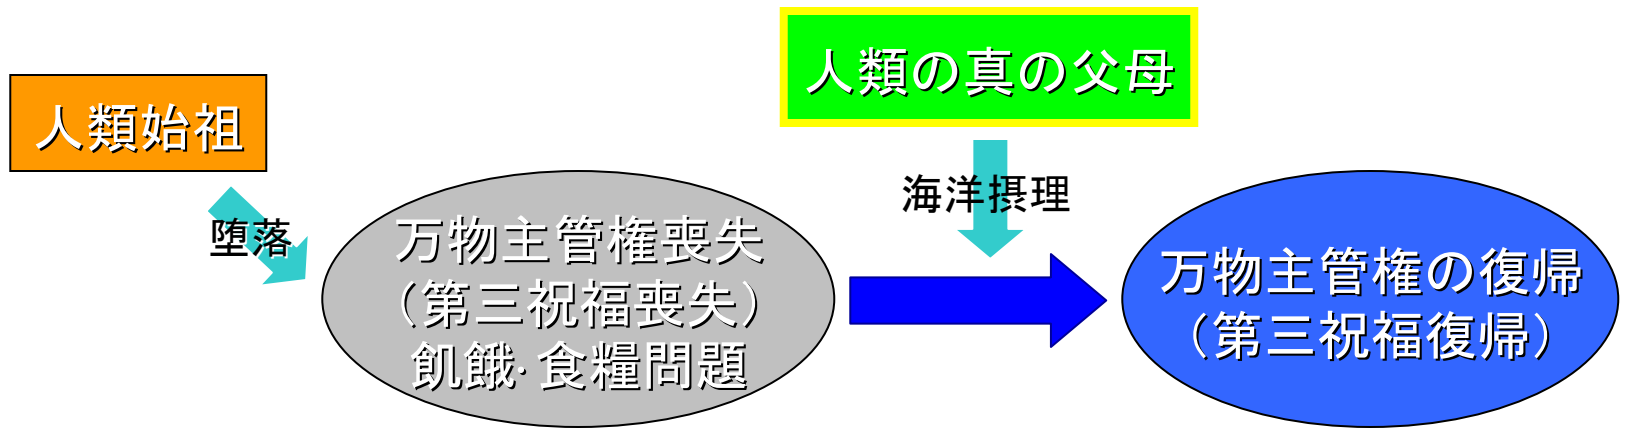 人類の真の父母
人類始祖
海洋摂理
堕落
万物主管権喪失
（第三祝福喪失）
飢餓･食糧問題
万物主管権の復帰
（第三祝福復帰）